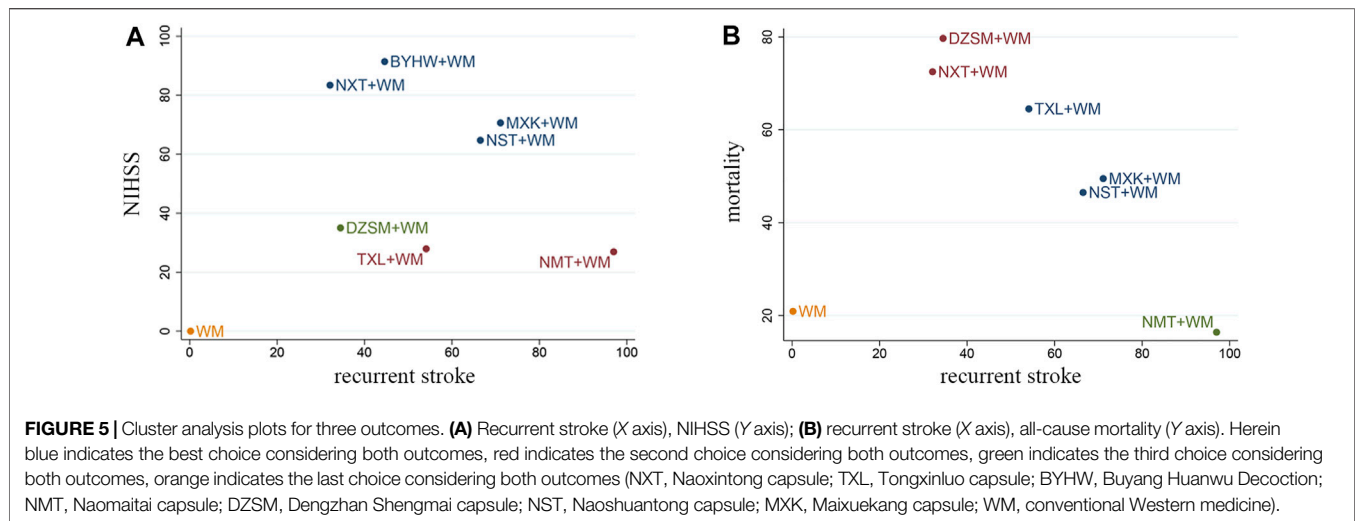 A
100
80
60
40
20
0
NIHSS
BYHW+WM
NXT+WM
MXK+WM
NST+WM
DZSM+WM
TXL+WM
NMT+WM
WM
0 20 40 60 80 100
recurrent stroke
B
80
60
40
20
mortality
DZSM+WM
NXT+WM
TXL+WM
MXK+WM
NST+WM
WM
NMT+WM
0 20 40 60 80 100
recurrent stroke
FIGURE 5 | Cluster analysis plots for three outcomes. (A) Recurrent stroke (X axis), NIHSS (Y axis); (B) recurrent stroke (X axis), all-cause mortality (Y axis). Herein
blue indicates the best choice considering both outcomes, red indicates the second choice considering both outcomes, green indicates the third choice considering
both outcomes, orange indicates the last choice considering both outcomes (NXT, Naoxintong capsule; TXL, Tongxinluo capsule; BYHW, Buyang Huanwu Decoction;
NMT, Naomaitai capsule; DZSM, Dengzhan Shengmai capsule; NST, Naoshuantong capsule; MXK, Maixuekang capsule; WM, conventional Western medicine).